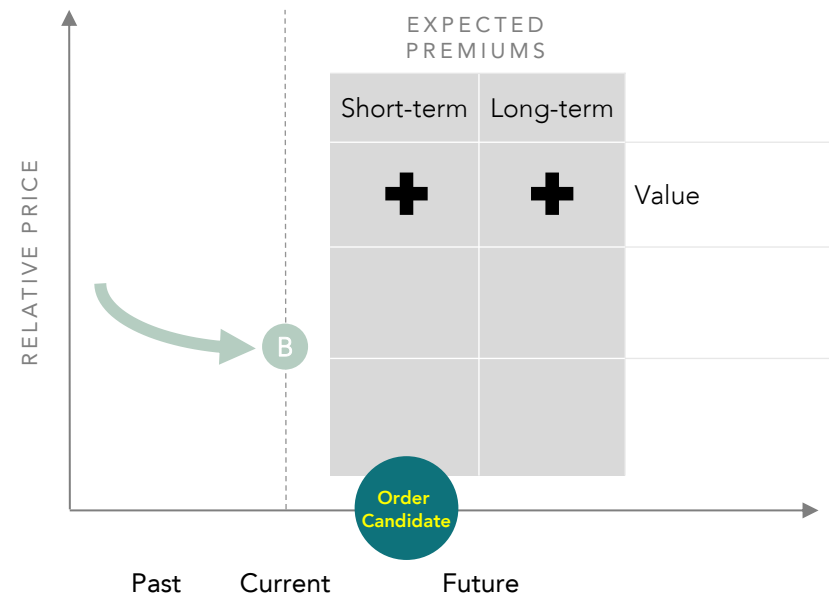 EXPECTED
PREMIUMS
Short-term Long-term
Value
RELATIVE PRICE
B
Order
Candidate
Past Current Future